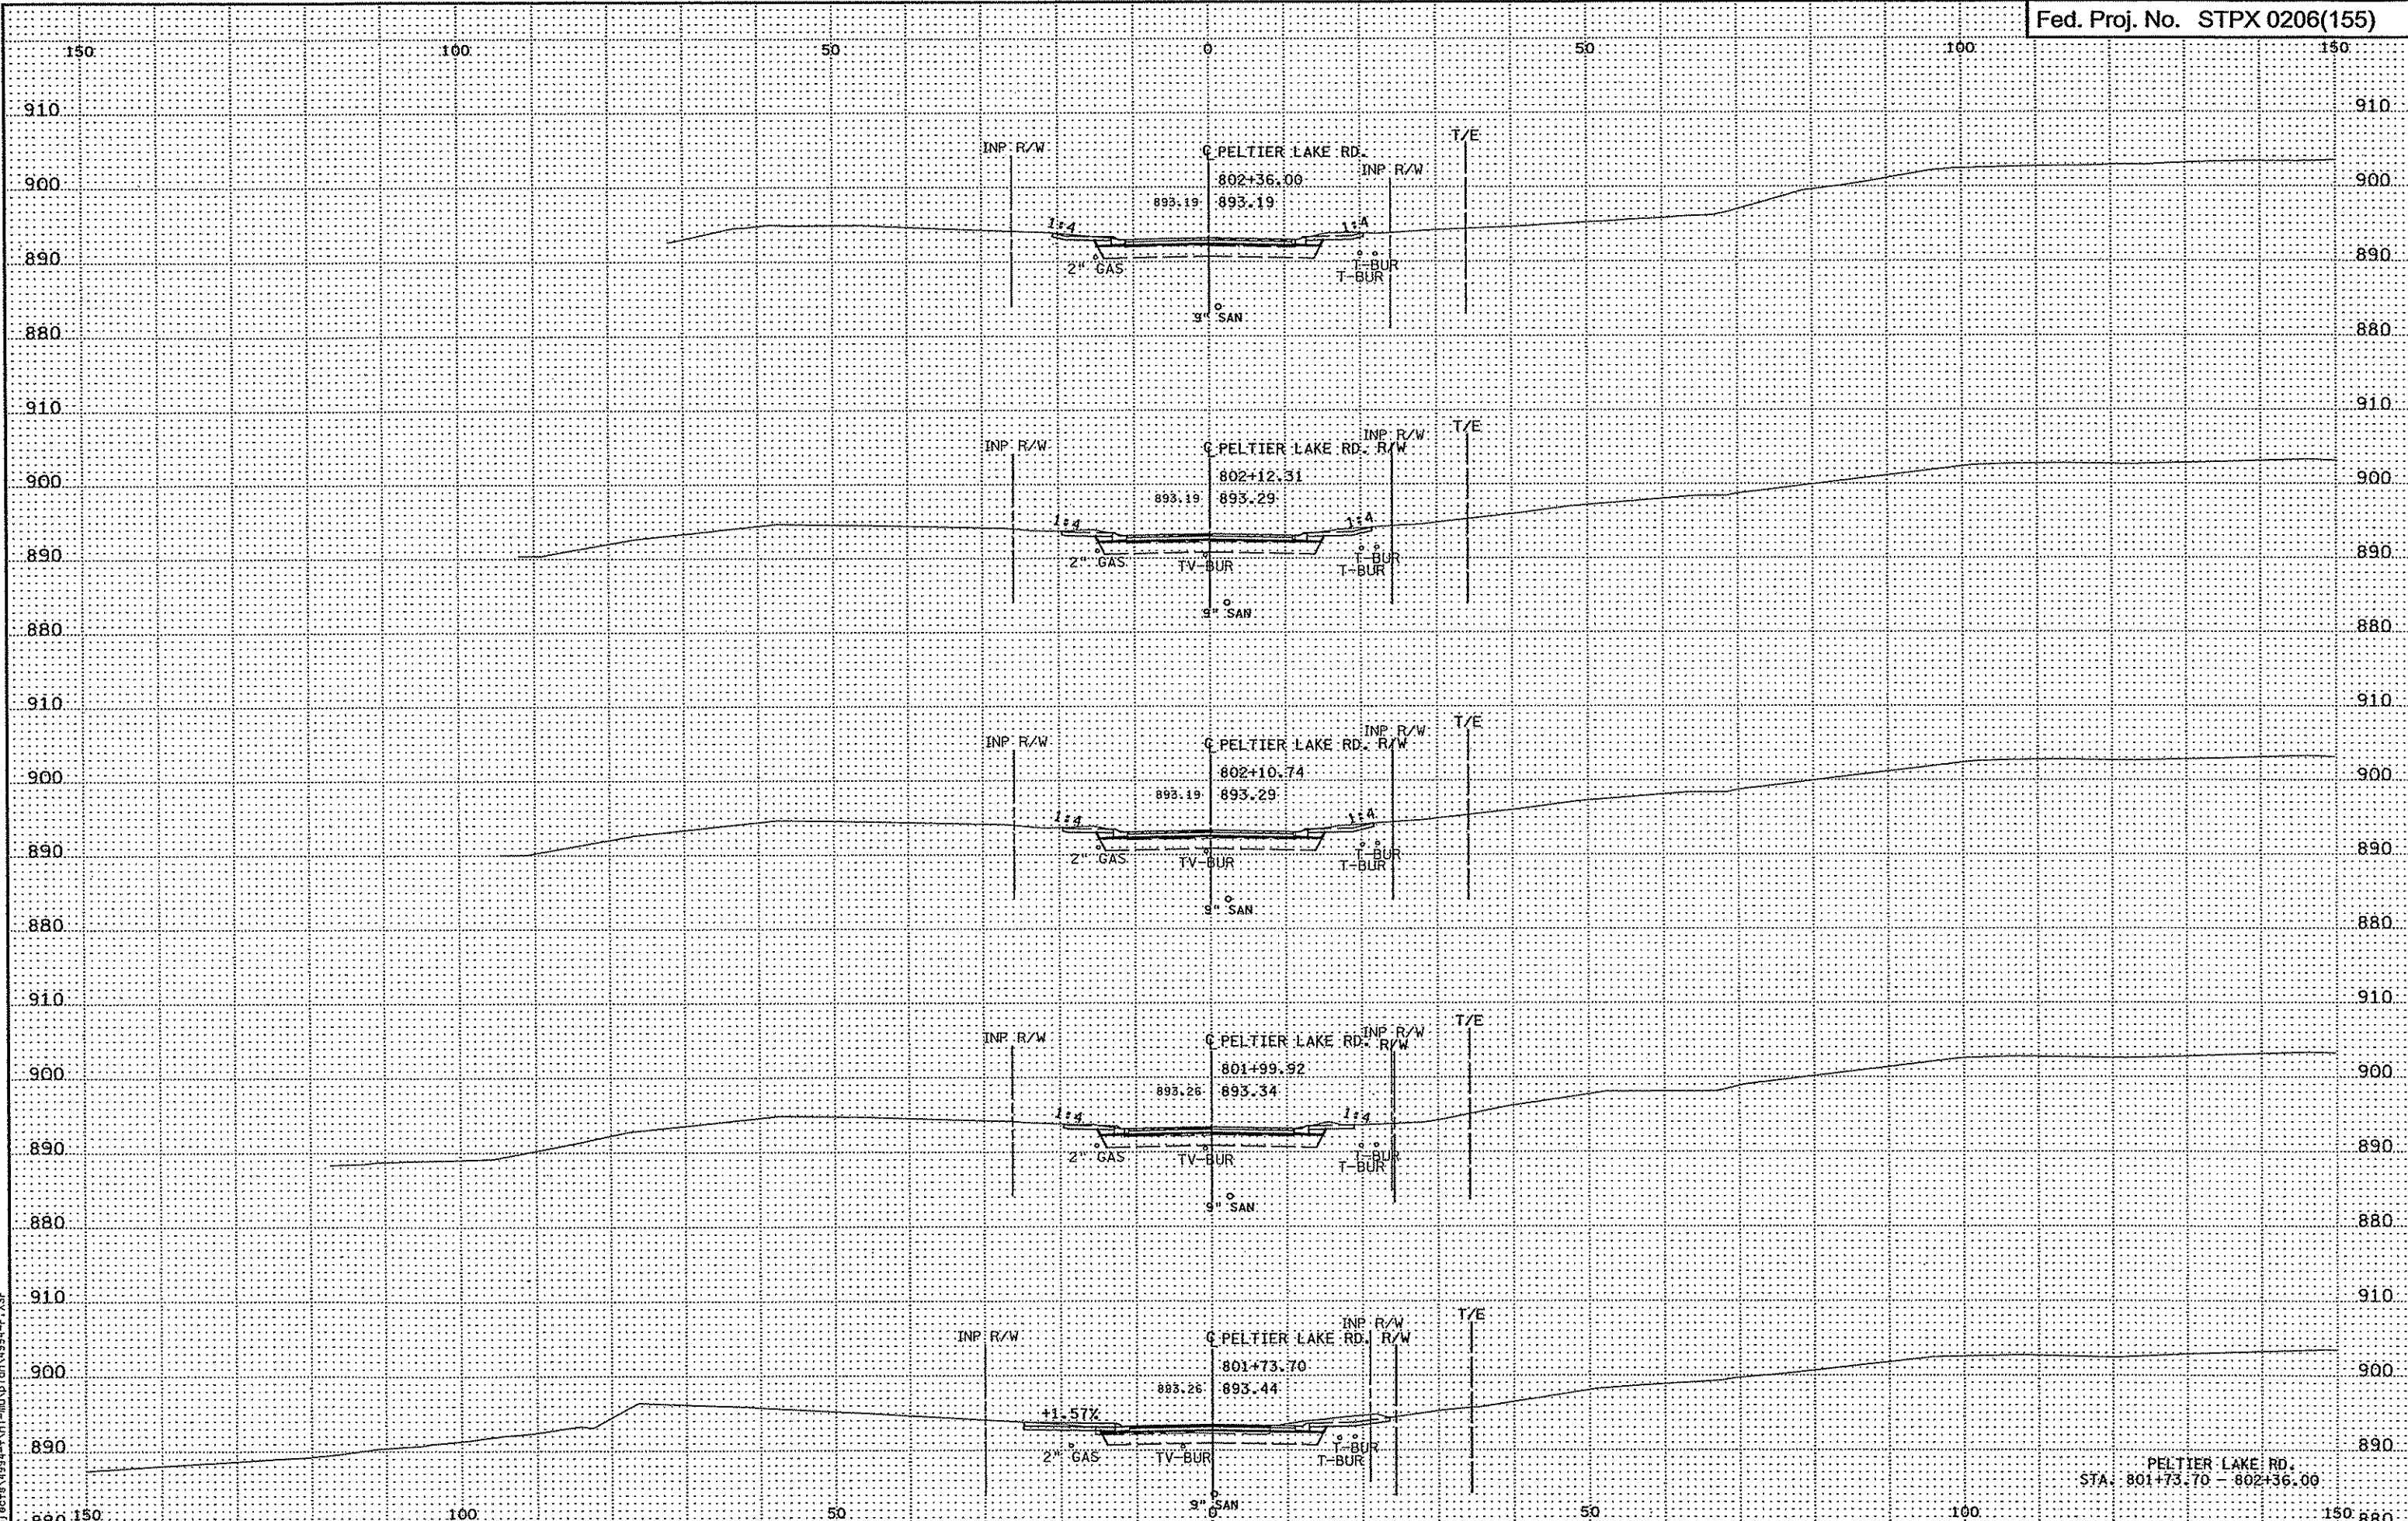 Fed. Proj. No. STPX 0206(155)
150 100 50 0 50 100 150
910 910
T/E
INP R/W ℄ PELTIER LAKE RD. INP R/W
900 802+36.00 900
893.19 893.19
1:4 1:4
890 890
2" GAS T-BUR
T-BUR
9" SAN
880 880
910 910
T/E
INP R/W
INP R/W ℄ PELTIER LAKE RD. R/W
900 802+12.31 900
893.19 893.29
1:4 1:4
890 890
2" GAS TV-BUR T-BUR
T-BUR
9" SAN
880 880
910 910
T/E
INP R/W
INP R/W ℄ PELTIER LAKE RD. R/W
900 802+10.74 900
893.19 893.29
1:4 1:4
890 890
2" GAS TV-BUR T-BUR
T-BUR
9" SAN
880 880
910 910
T/E
INP R/W
INP R/W ℄ PELTIER LAKE RD. R/W
900 801+99.92 900
893.26 893.34
1:4 1:4
890 890
2" GAS TV-BUR T-BUR
T-BUR
9" SAN
880 880
910 910
T/E
INP R/W
INP R/W ℄ PELTIER LAKE RD. R/W
900 801+73.70 900
893.26 893.44
+1.57%
890 890
2" GAS TV-BUR T-BUR
T-BUR
PELTIER LAKE RD.
STA. 801+73.70 - 802+36.00
9" SAN
880 150 100 50 0 50 100 150 880